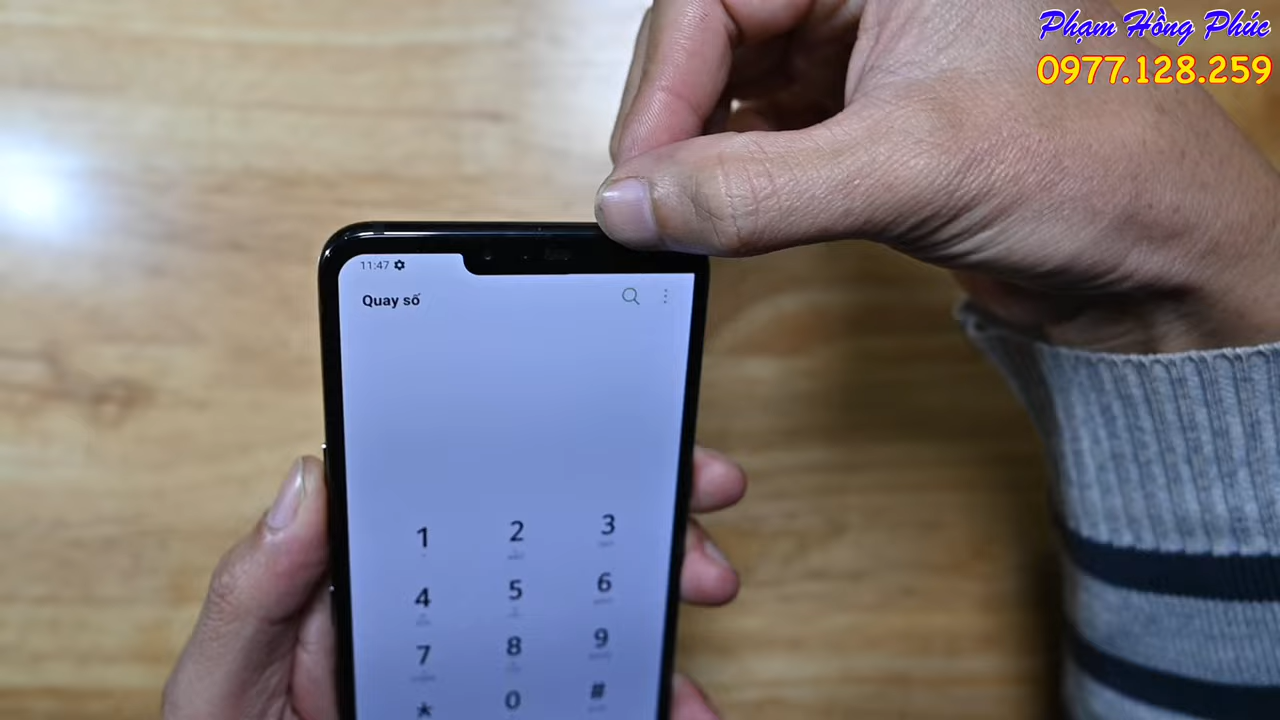 Phạm Hồng Phúc
0977.128.259
11:47
Quay số
1 2 3
4 5 6
7 8 9
* 0 #